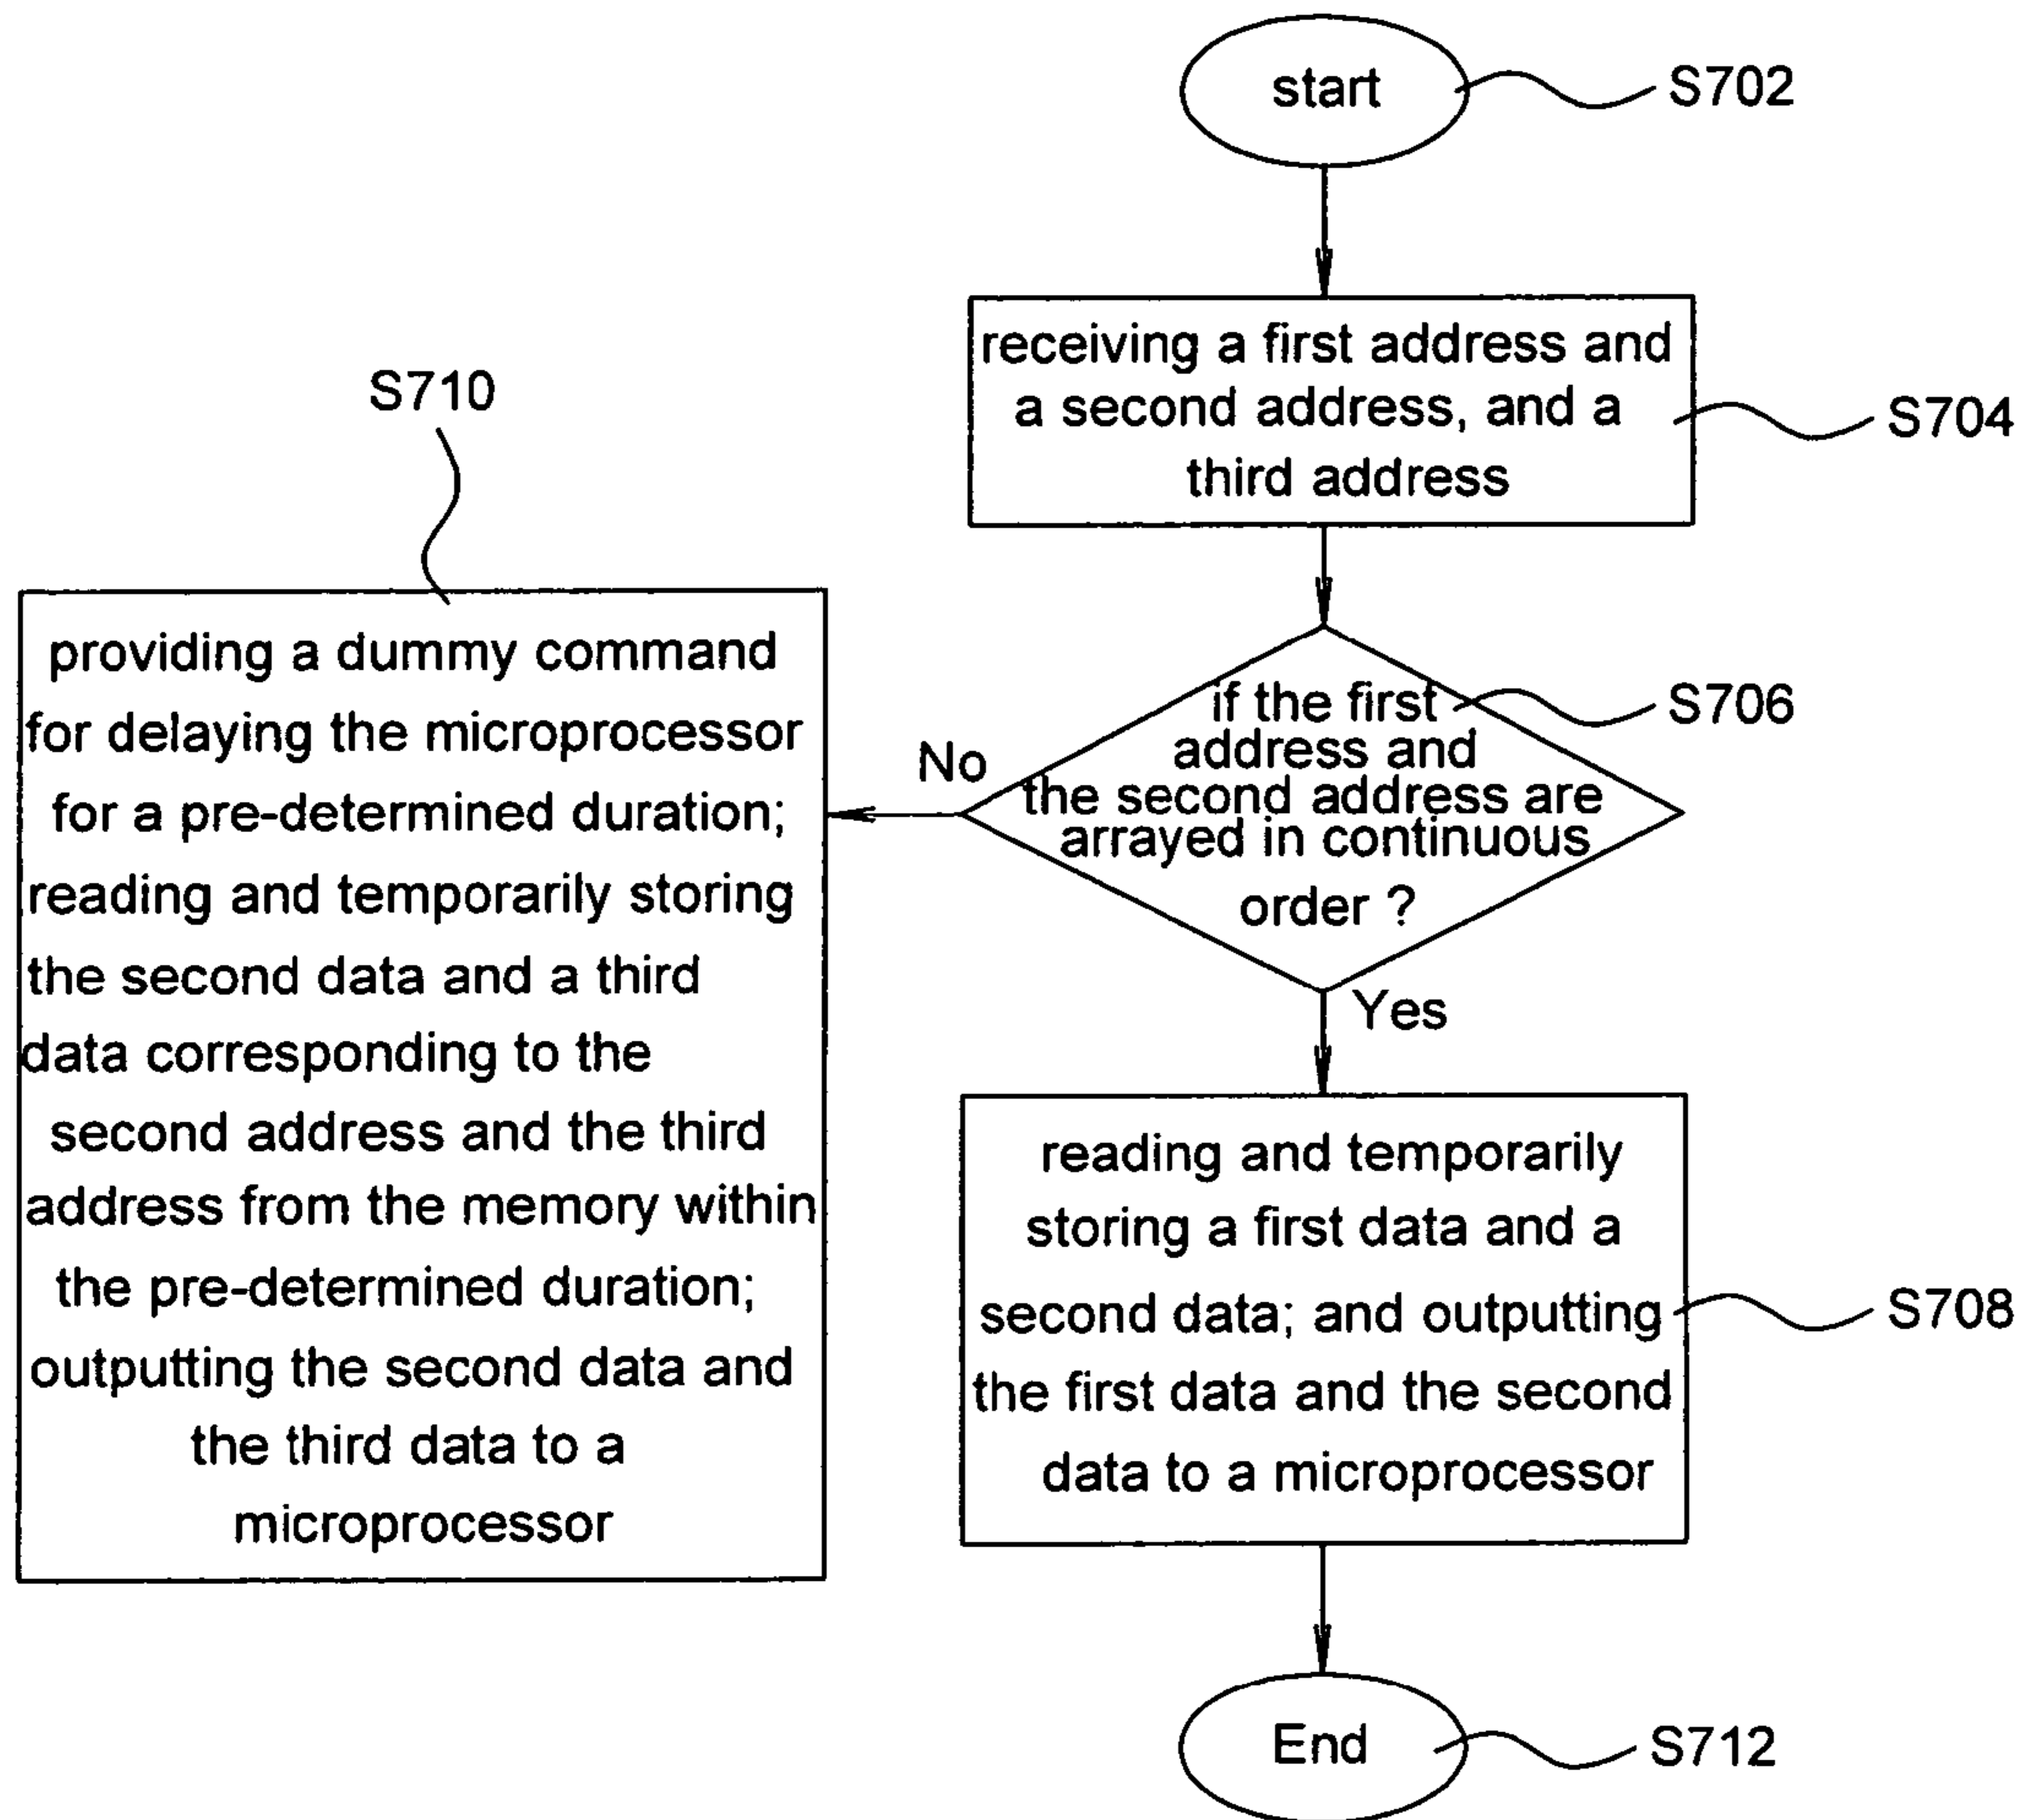 start
S702
receiving a first address and
a second address, and a
third address
S704
if the first
address and
the second address are
arrayed in continuous
order ?
S706
No
Yes
S710
providing a dummy command
for delaying the microprocessor
for a pre-determined duration;
reading and temporarily storing
the second data and a third
data corresponding to the
second address and the third
address from the memory within
the pre-determined duration;
outputting the second data and
the third data to a
microprocessor
reading and temporarily
storing a first data and a
second data; and outputting
the first data and the second
data to a microprocessor
S708
End
S712